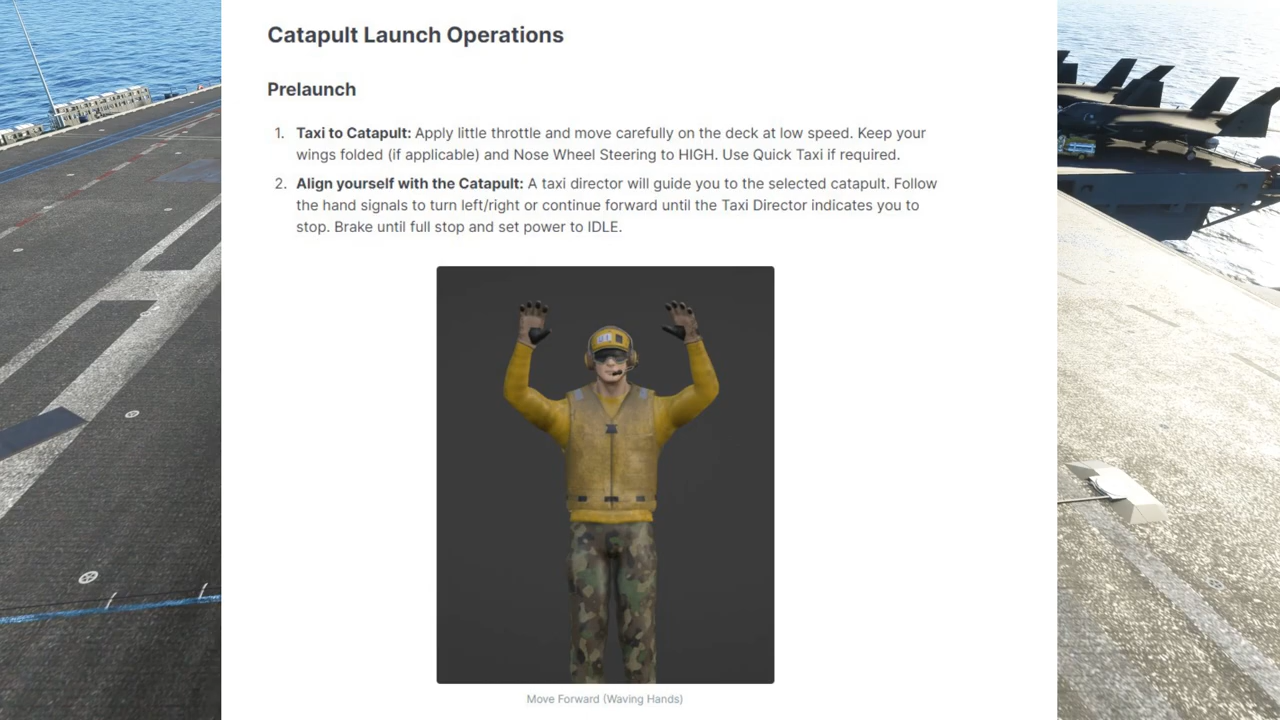 Catapult Launch Operations
Prelaunch
1. Taxi to Catapult: Apply little throttle and move carefully on the deck at low speed. Keep your
wings folted (if applicable) and Nose Wheel Steering to HIGH. Use Quick Taxi if required.
2. Align yourself with the Catapult: A taxi director will guide you to the selected catapult. Follow
the hand signals to turn left/right or continue forward until the Taxi Director indicates you to
stop. Brake until full stop and set power to IDLE.
Move Forward (Waving Hands)